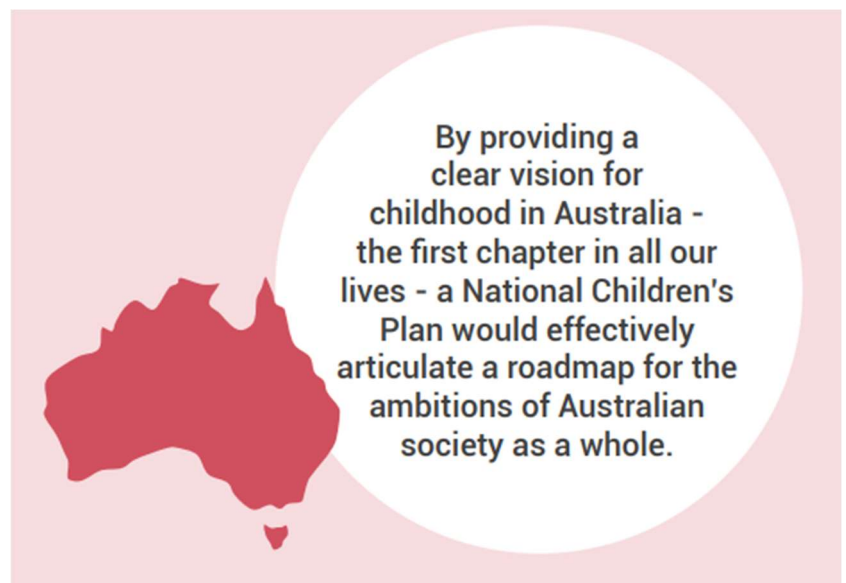 By providing a
clear vision for
childhood in Australia -
the first chapter in all our
lives - a National Children's
Plan would effectively
articulate a roadmap for the
ambitions of Australian
society as a whole.